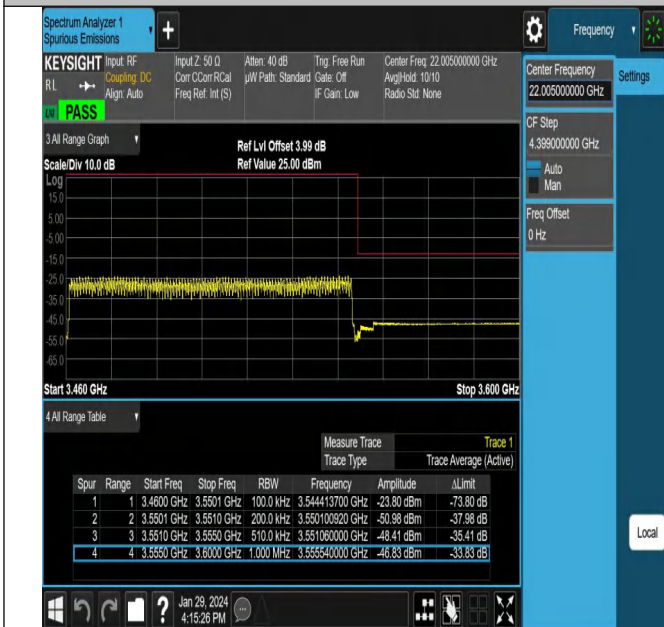 Spectrum Analyzer 1
Spurious Emissions
+
Frequency
KEYSIGHT
RL
Input: RF
Coupling: DC
Align: Auto
Input Z: 50 Ω
Corr CCorr RCal
Freq Ref: Int (S)
Atten: 40 dB
µW Path: Standard
Trig: Free Run
Gate: Off
IF Gain: Low
Center Freq: 22.005000000 GHz
Avg|Hold: 10/10
Radio Std: None
PASS
Center Frequency
22.005000000 GHz
Settings
CF Step
4.399000000 GHz
Auto
Man
Freq Offset
0 Hz
3 All Range Graph
Ref Lvl Offset 3.99 dB
Scale/Div 10.0 dB
Ref Value 25.00 dBm
Log
15.0
5.00
-5.00
-15.0
-25.0
-35.0
-45.0
-55.0
-65.0
Start 3.460 GHz
Stop 3.600 GHz
4 All Range Table
Measure Trace Trace 1
Trace Type Trace Average (Active)
Spur Range Start Freq Stop Freq RBW Frequency Amplitude ΔLimit
1 1 3.4600 GHz 3.5501 GHz 100.0 kHz 3.544413700 GHz -23.80 dBm -73.80 dB
2 2 3.5501 GHz 3.5510 GHz 200.0 kHz 3.550100920 GHz -50.98 dBm -37.98 dB
3 3 3.5510 GHz 3.5550 GHz 510.0 kHz 3.551060000 GHz -48.41 dBm -35.41 dB
4 4 3.5550 GHz 3.6000 GHz 1.000 MHz 3.555540000 GHz -46.83 dBm -33.83 dB
Local
?
Jan 29, 2024
4:15:26 PM